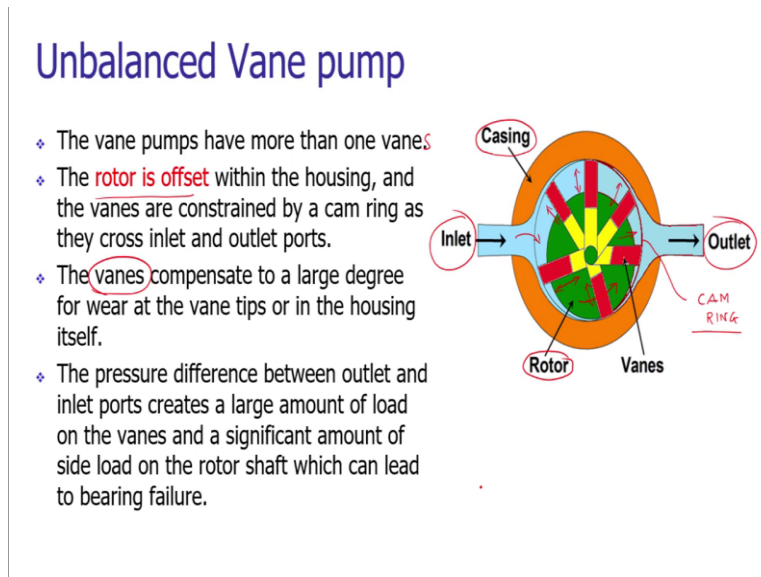 Unbalanced Vane pump
The vane pumps have more than one vanes
The rotor is offset within the housing, and
the vanes are constrained by a cam ring as
they cross inlet and outlet ports.
The vanes compensate to a large degree
for wear at the vane tips or in the housing
itself.
The pressure difference between outlet and
inlet ports creates a large amount of load
on the vanes and a significant amount of
side load on the rotor shaft which can lead
to bearing failure.
Casing
Inlet
Outlet
CAM
RING
Rotor
Vanes